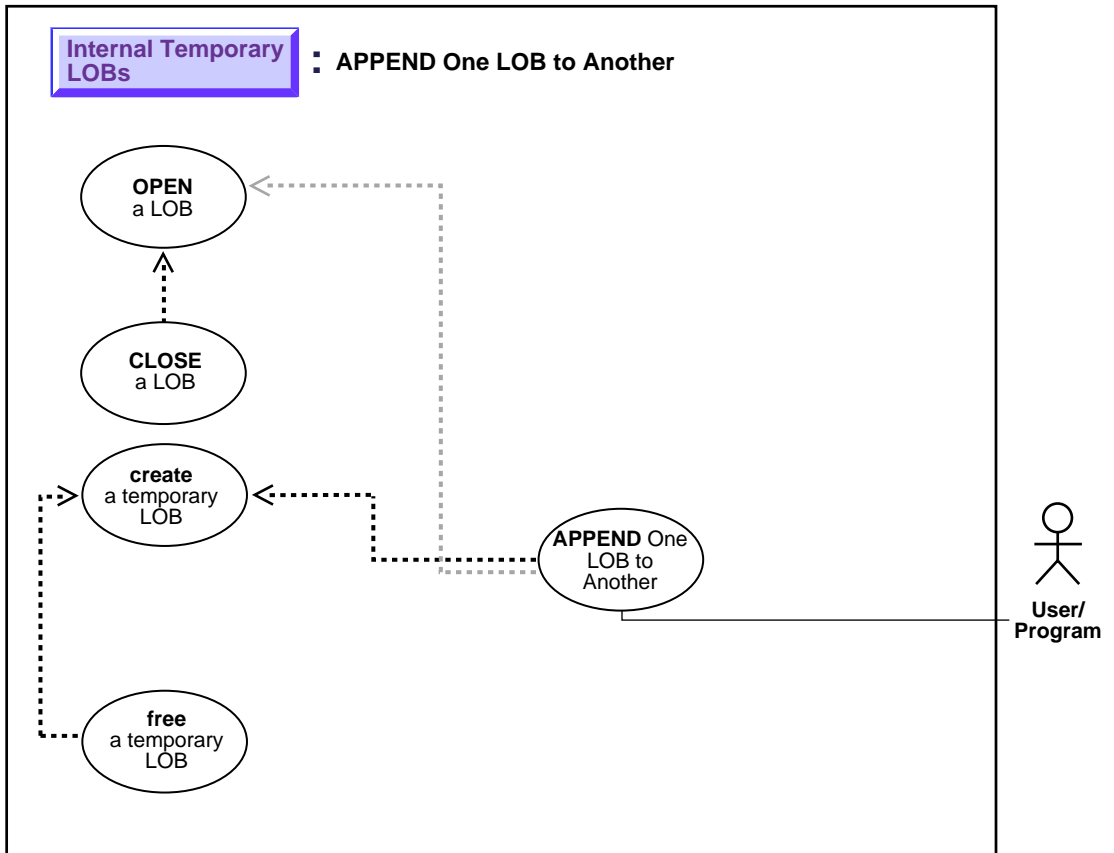 Internal Temporary
LOBs
: APPEND One LOB to Another
OPEN
a LOB
CLOSE
a LOB
create
a temporary
LOB
APPEND One
LOB to
Another
User/
Program
free
a temporary
LOB